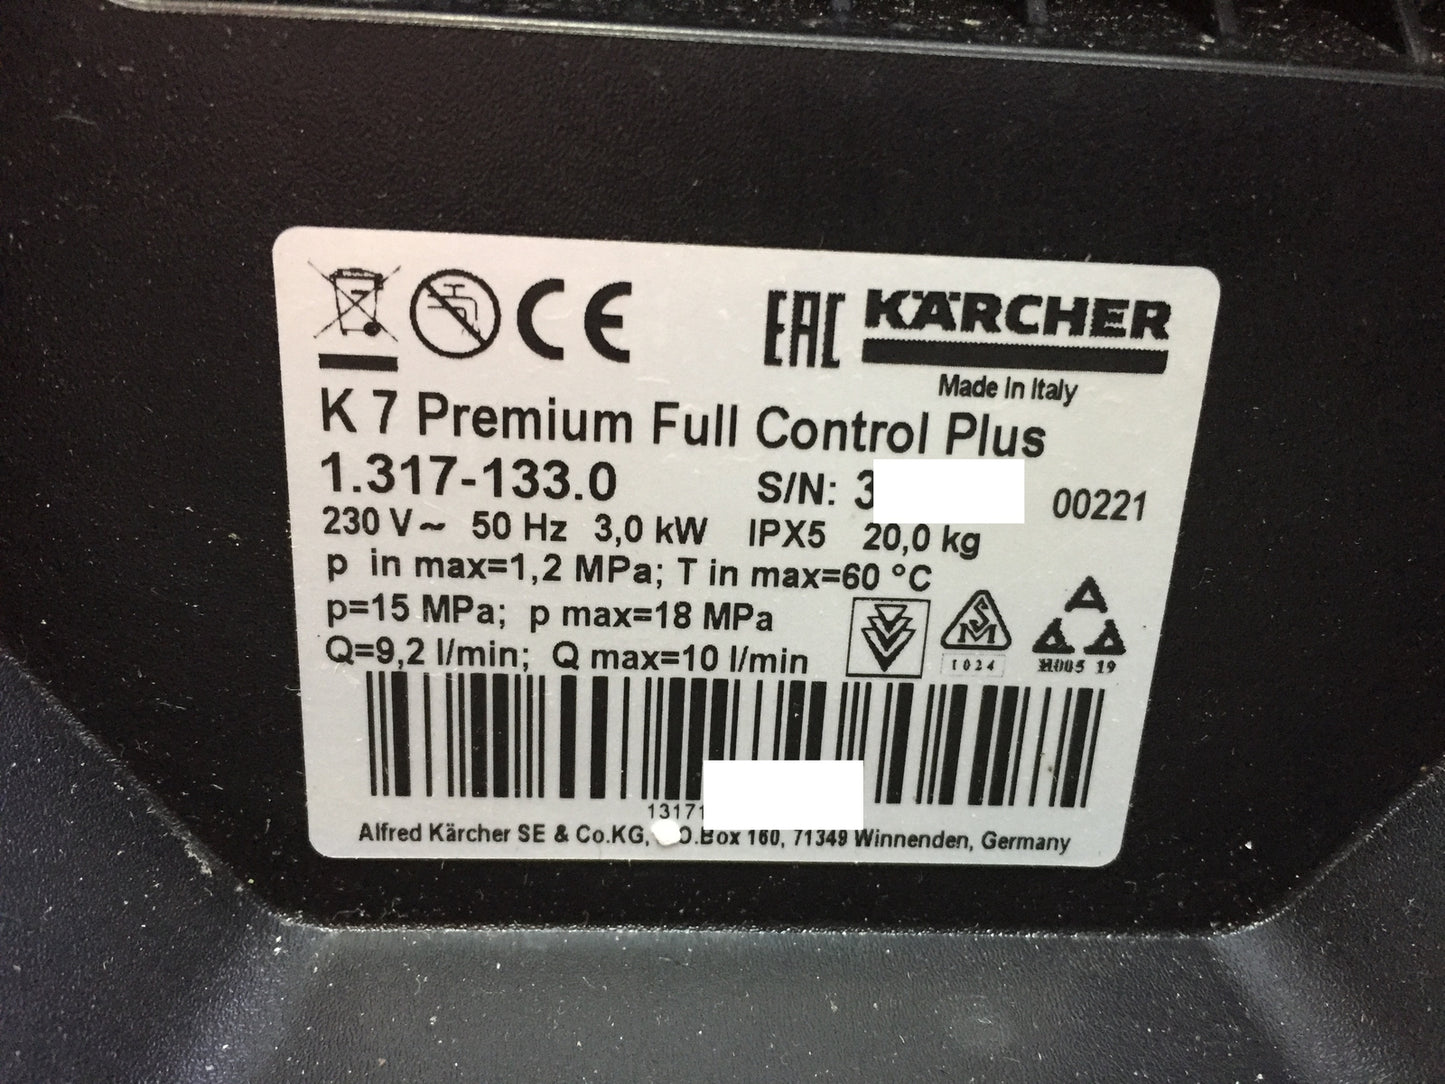 CE EAC KÄRCHER
Made In Italy
K 7 Premium Full Control Plus
1.317-133.0 S/N: 3 00221
230 V~ 50 Hz 3,0 kW IPX5 20,0 kg
p in max=1,2 MPa; T in max=60 °C
p=15 MPa; p max=18 MPa
Q=9,2 l/min; Q max=10 l/min
SM
1024
M005 19
13171
Alfred Kärcher SE & Co.KG, .O.Box 160, 71349 Winnenden, Germany